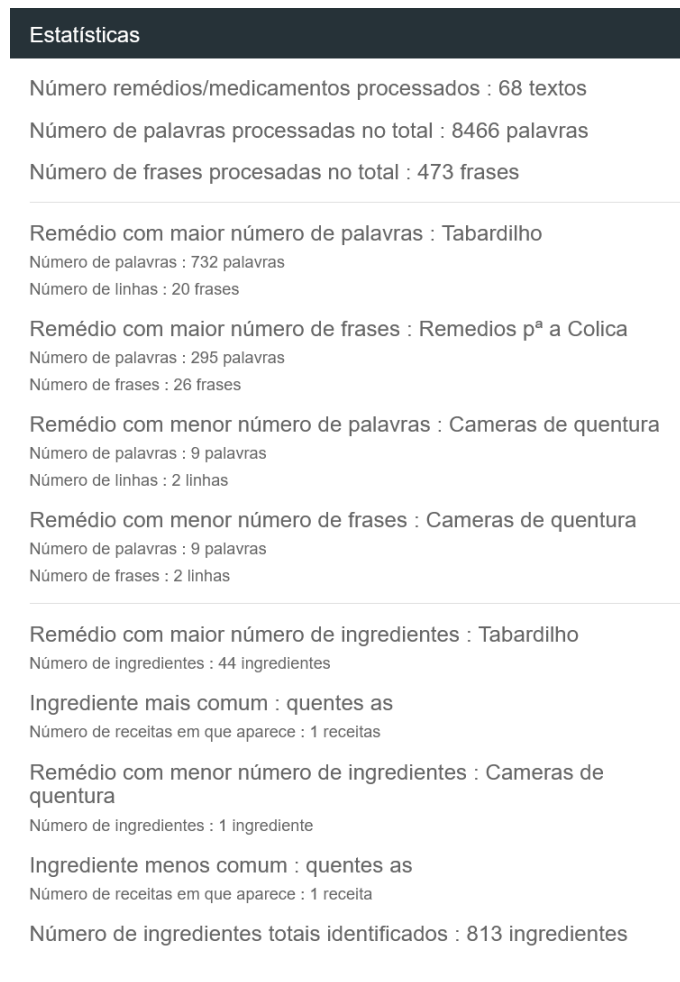 Estatísticas
Número remédios/medicamentos processados : 68 textos
Número de palavras processadas no total : 8466 palavras
Número de frases procesadas no total : 473 frases
Remédio com maior número de palavras : Tabardilho
Número de palavras : 732 palavras
Número de linhas : 20 frases
Remédio com maior número de frases : Remedios pª a Colica
Número de palavras : 295 palavras
Número de frases : 26 frases
Remédio com menor número de palavras : Cameras de quentura
Número de palavras : 9 palavras
Número de linhas : 2 linhas
Remédio com menor número de frases : Cameras de quentura
Número de palavras : 9 palavras
Número de frases : 2 linhas
Remédio com maior número de ingredientes : Tabardilho
Número de ingredientes : 44 ingredientes
Ingrediente mais comum : quentes as
Número de receitas em que aparece : 1 receitas
Remédio com menor número de ingredientes : Cameras de
quentura
Número de ingredientes : 1 ingrediente
Ingrediente menos comum : quentes as
Número de receitas em que aparece : 1 receita
Número de ingredientes totais identificados : 813 ingredientes